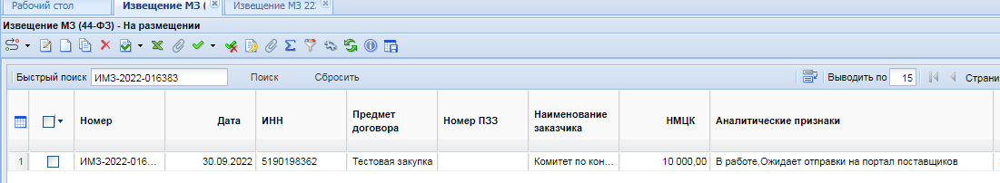 Рабочий стол
Извещение МЗ (
Извещение МЗ 22
Извещение МЗ (44-ФЗ) - На размещении
Быстрый поиск ИМЗ-2022-016383 Поиск Сбросить Выводить по 15 Страни
Номер Дата ИНН Предмет договора Номер ПЗЗ Наименование заказчика НМЦК Аналитические признаки
1 ИМЗ-2022-016... 30.09.2022 5190198362 Тестовая закупка Комитет по кон... 10 000,00 В работе,Ожидает отправки на портал поставщиков